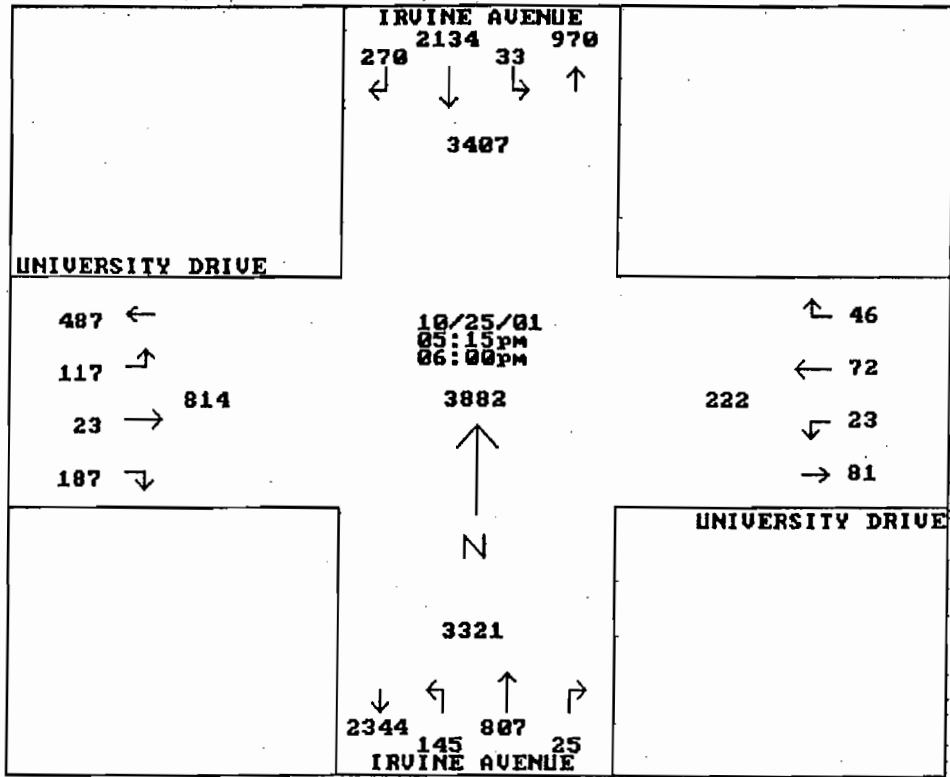 IRVINE AVENUE
2134 970
270 33
3407
UNIVERSITY DRIVE
487
117
814
23
187
10/25/01
05:15pm
06:00pm
3882
N
46
72
222
23
81
UNIVERSITY DRIVE
3321
2344 807
145 25
IRVINE AVENUE